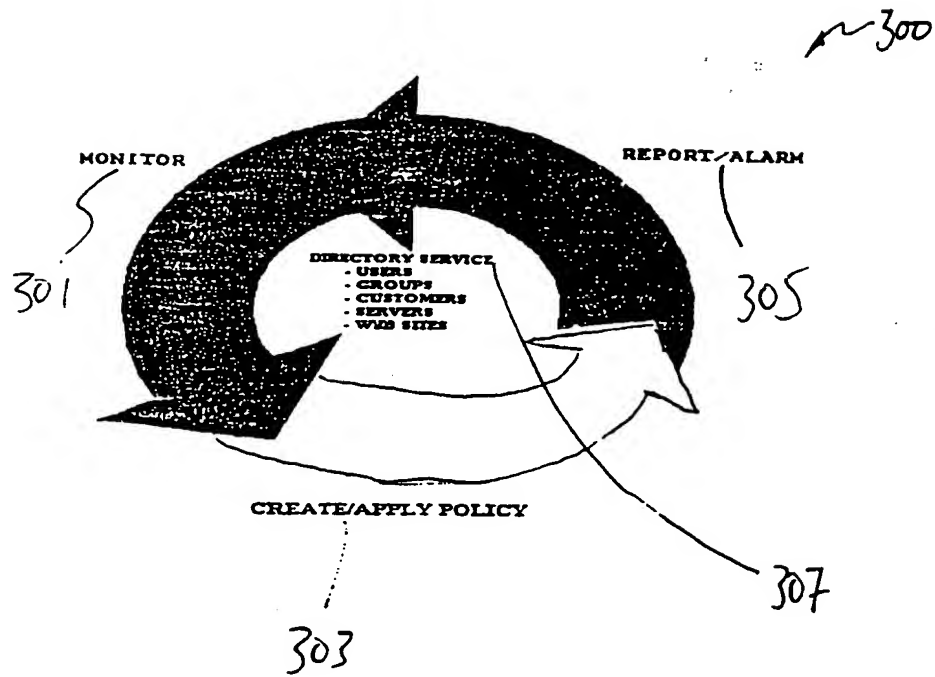 300
MONITOR
REPORT/ALARM
DIRECTORY SERVICE
- USERS
- GROUPS
- CUSTOMERS
- SERVERS
- WEB SITES
301
305
CREATE/APPLY POLICY
307
303